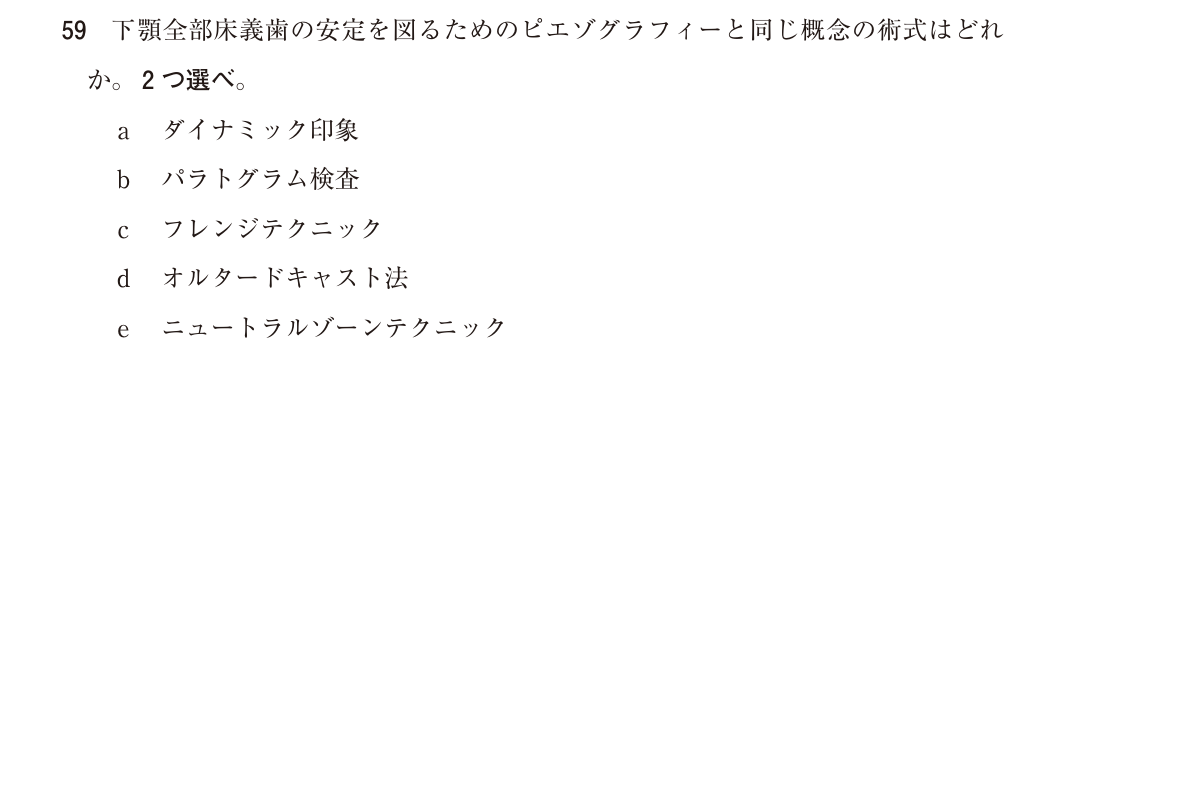 59 下顎全部床義歯の安定を図るためのピエゾグラフィーと同じ概念の術式はどれ
か。2つ選べ。
a ダイナミック印象
b パラトグラム検査
c フレンジテクニック
d オルタードキャスト法
e ニュートラルゾーンテクニック